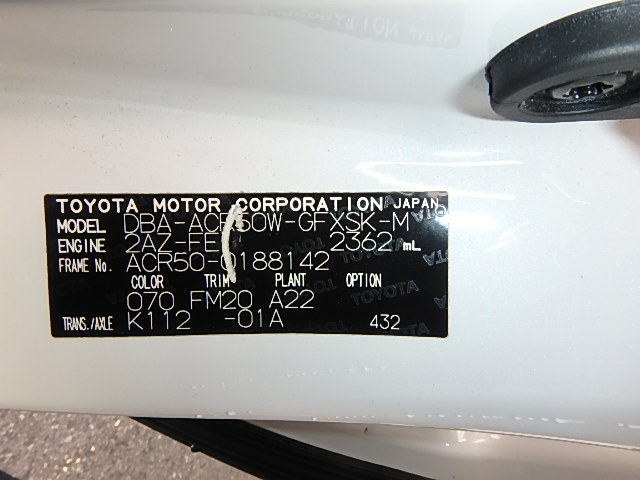 TOYOTA MOTOR CORPORATION JAPAN
MODEL DBA-ACR50W-GFXSK-M
ENGINE 2AZ-FE 2362 mL
FRAME No. ACR50-0188142
COLOR TRIM PLANT OPTION
070 FM20 A22
TRANS./AXLE K112 -01A 432